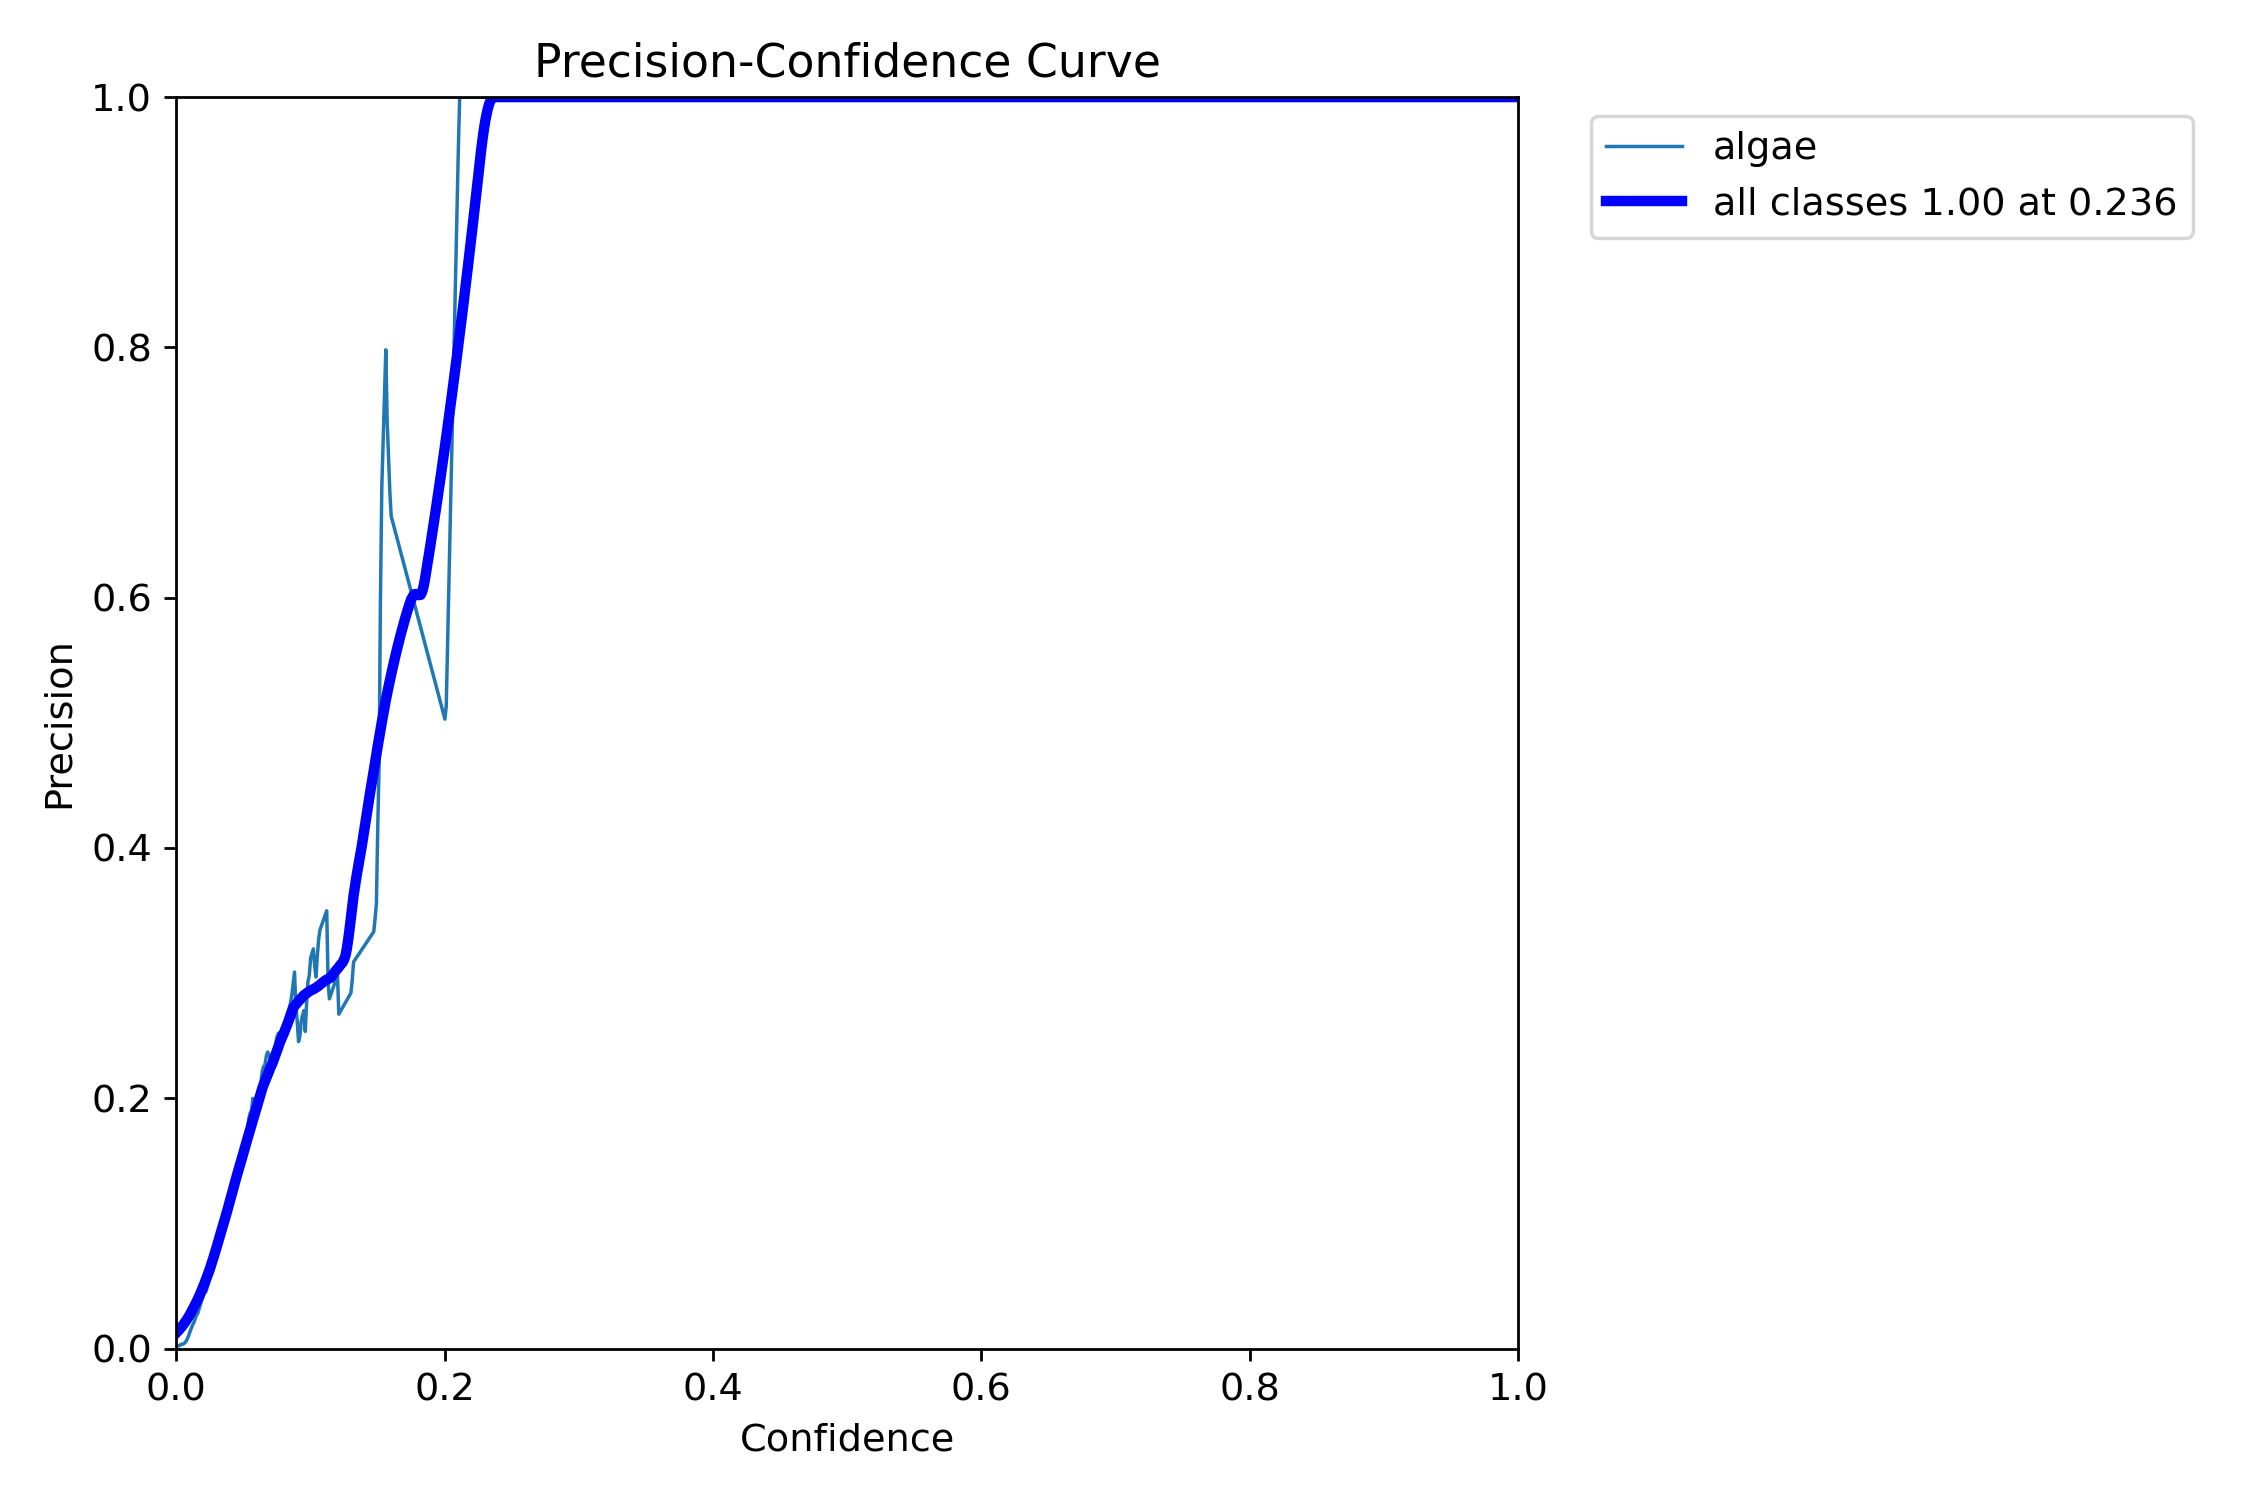 Precision-Confidence Curve
1.0
0.8
0.6
0.4
0.2
0.0
Precision
0.0 0.2 0.4 0.6 0.8 1.0
Confidence
algae
all classes 1.00 at 0.236